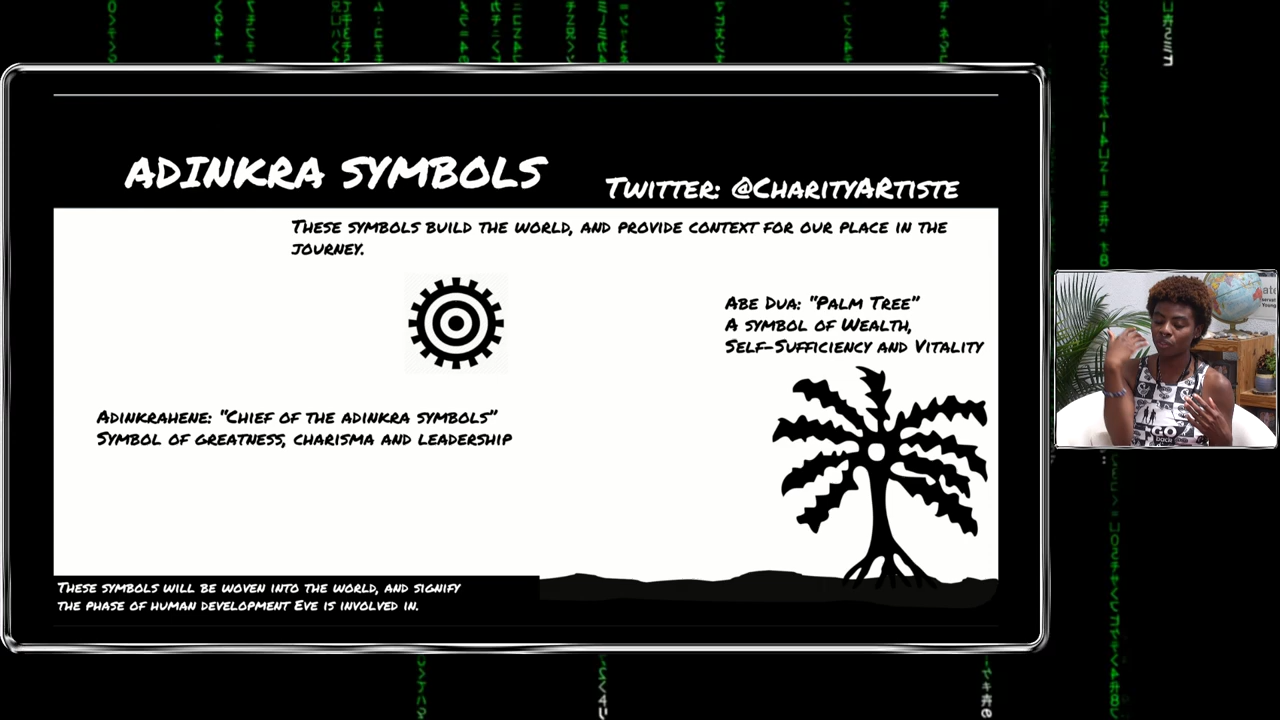 ADINKRA SYMBOLS
TWITTER: @CHARITYARTISTE
THESE SYMBOLS BUILD THE WORLD, AND PROVIDE CONTEXT FOR OUR PLACE IN THE
JOURNEY.
ABE DUA: "PALM TREE"
A SYMBOL OF WEALTH,
SELF-SUFFICIENCY AND VITALITY
ADINKRAHENE: "CHIEF OF THE ADINKRA SYMBOLS"
SYMBOL OF GREATNESS, CHARISMA AND LEADERSHIP
THESE SYMBOLS WILL BE WOVEN INTO THE WORLD, AND SIGNIFY
THE PHASE OF HUMAN DEVELOPMENT EVE IS INVOLVED IN.
GO